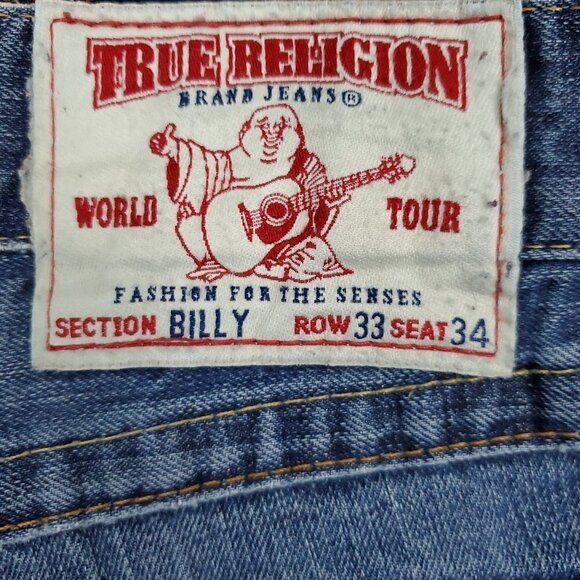 TRUE RELIGION
BRAND JEANS®
WORLD TOUR
FASHION FOR THE SENSES
SECTION BILLY ROW 33 SEAT 34